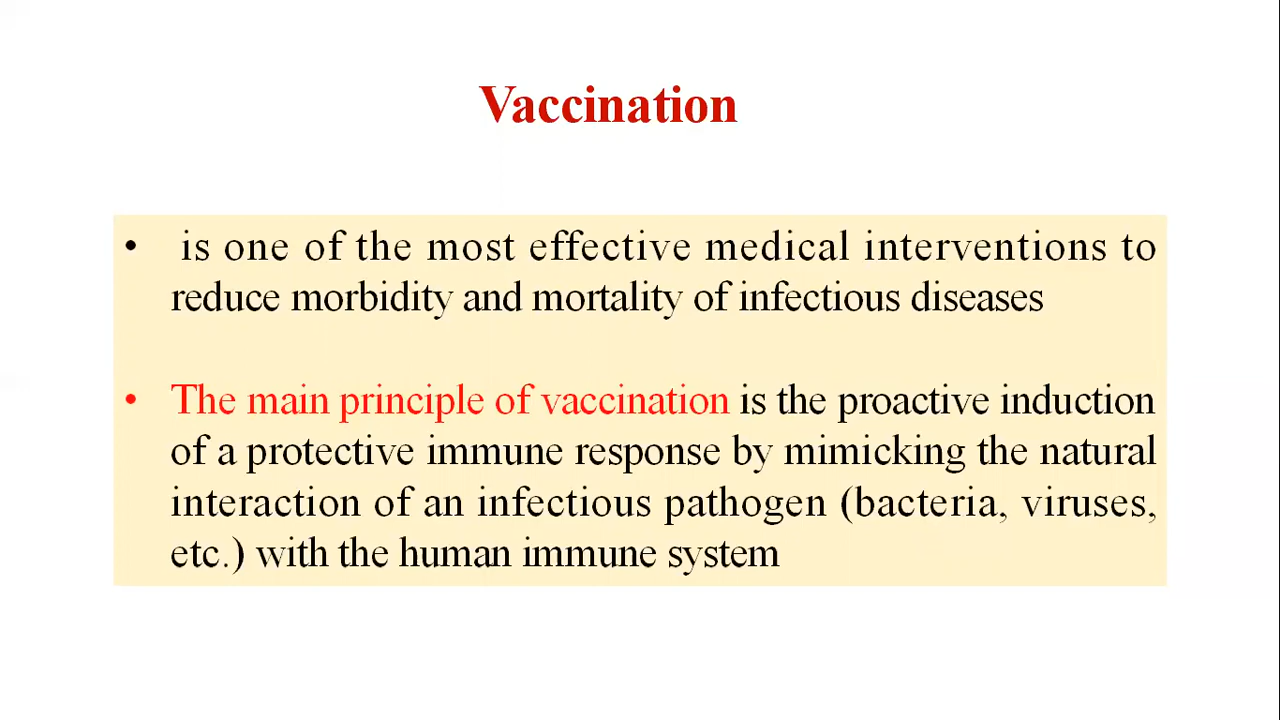 Vaccination
• is one of the most effective medical interventions to
reduce morbidity and mortality of infectious diseases
• The main principle of vaccination is the proactive induction
of a protective immune response by mimicking the natural
interaction of an infectious pathogen (bacteria, viruses,
etc.) with the human immune system